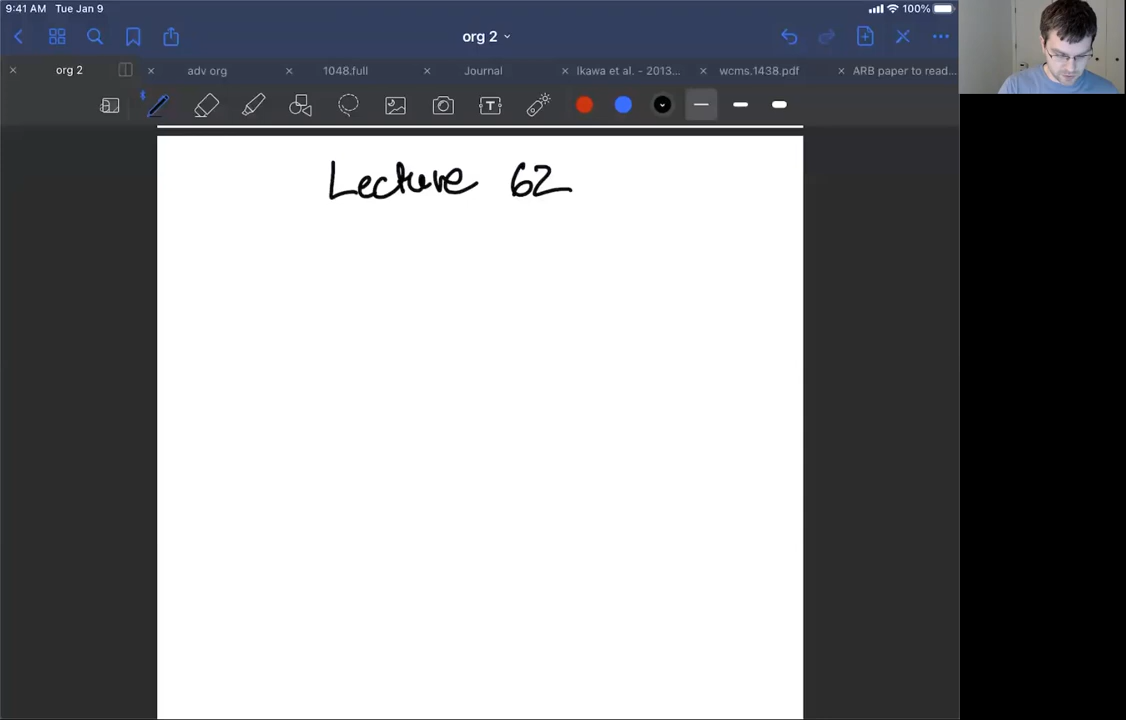 9:41 AM Tue Jan 9
100%
org 2
org 2
adv org
1048.full
Journal
Ikawa et al. - 2013...
wcms.1438.pdf
ARB paper to read...
T
Lecture 62